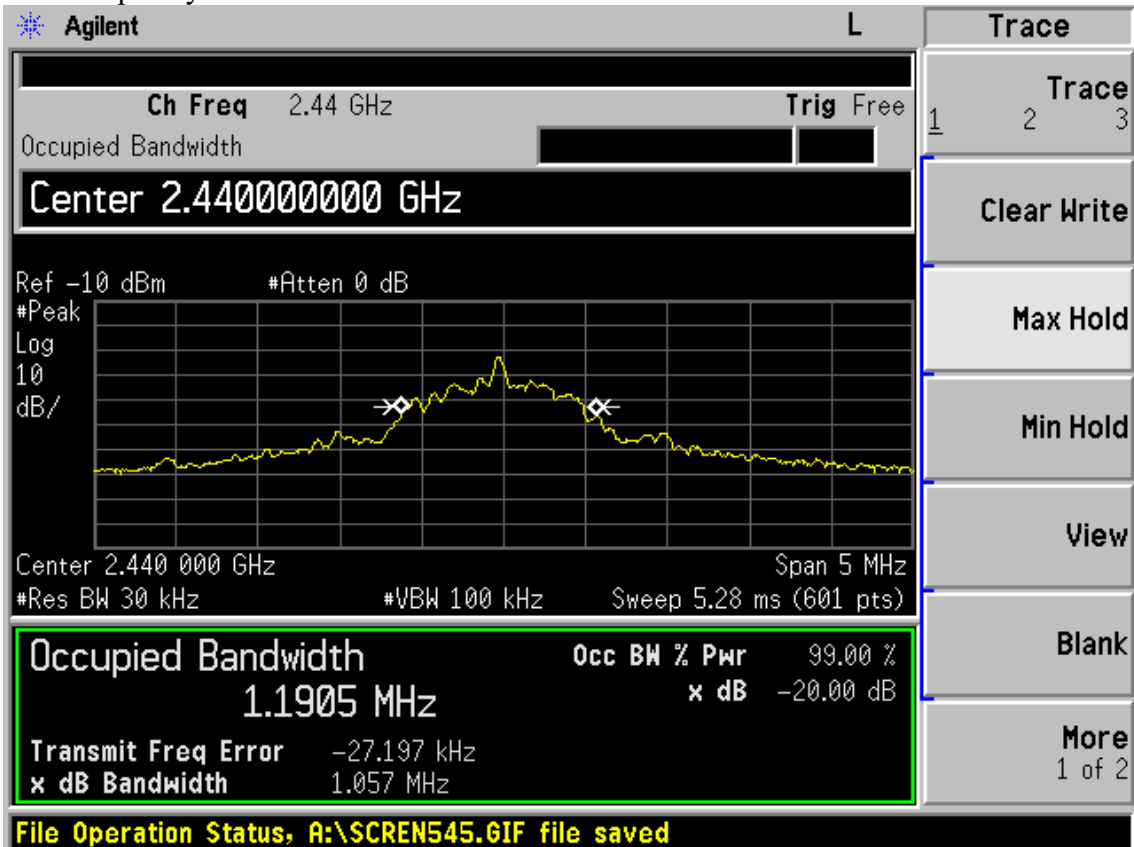 Agilent L Trace
Ch Freq 2.44 GHz Trig Free
Occupied Bandwidth
Center 2.440000000 GHz
Ref -10 dBm #Atten 0 dB
#Peak
Log
10
dB/
Center 2.440 000 GHz Span 5 MHz
#Res BW 30 kHz #VBW 100 kHz Sweep 5.28 ms (601 pts)
Occupied Bandwidth Occ BW % Pwr 99.00 %
1.1905 MHz x dB -20.00 dB
Transmit Freq Error -27.197 kHz
x dB Bandwidth 1.057 MHz
File Operation Status, A:\SCREN545.GIF file saved
Trace
1 2 3
Clear Write
Max Hold
Min Hold
View
Blank
More
1 of 2